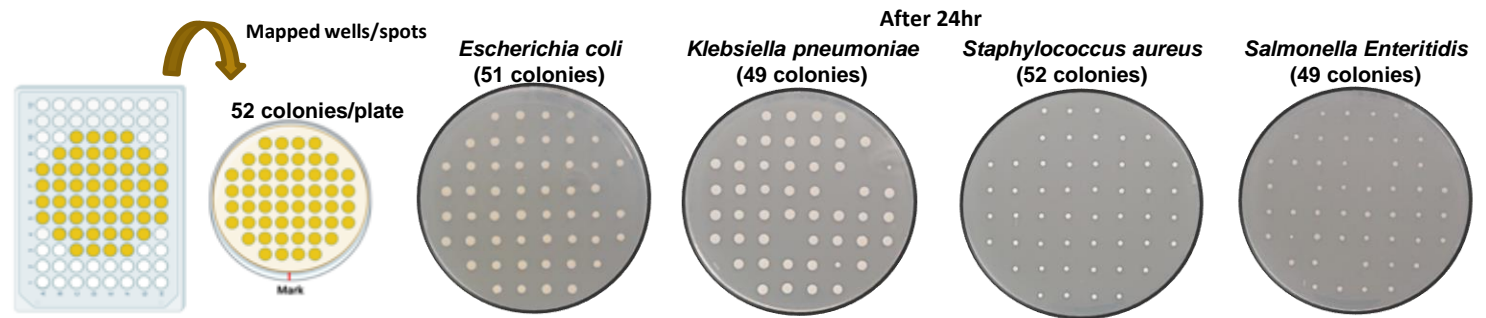 Mapped wells/spots
52 colonies/plate
Mark
After 24hr
Escherichia coli
(51 colonies)
Klebsiella pneumoniae
(49 colonies)
Staphylococcus aureus
(52 colonies)
Salmonella Enteritidis
(49 colonies)